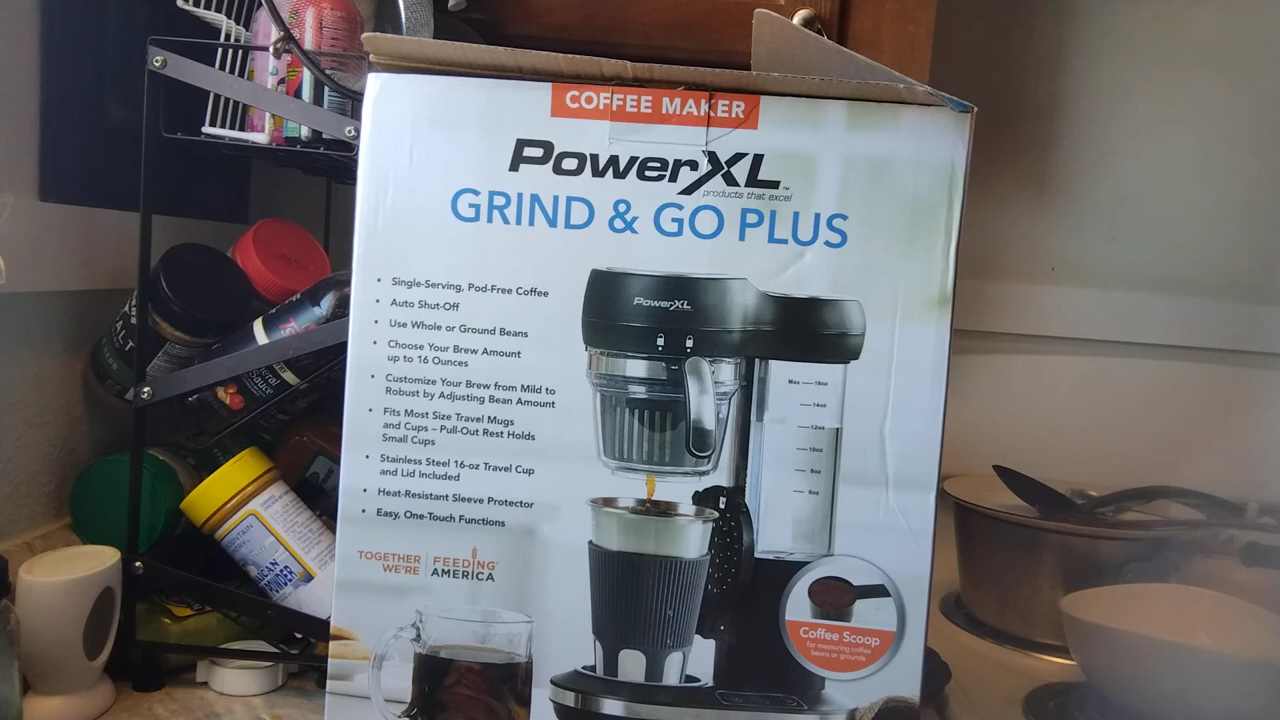 COFFEE MAKER
PowerXL™
products that excel
GRIND & GO PLUS
• Single-Serving, Pod-Free Coffee
• Auto Shut-Off
• Use Whole or Ground Beans
• Choose Your Brew Amount
up to 16 Ounces
• Customize Your Brew from Mild to
Robust by Adjusting Bean Amount
• Fits Most Size Travel Mugs
and Cups – Pull-Out Rest Holds
Small Cups
• Stainless Steel 16-oz Travel Cup
and Lid Included
• Heat-Resistant Sleeve Protector
• Easy, One-Touch Functions
TOGETHER
WE'RE
FEEDING
AMERICA
PowerXL
Max 16oz
14oz
12oz
10oz
8oz
6oz
Coffee Scoop
for measuring coffee
beans or grounds
Sauce